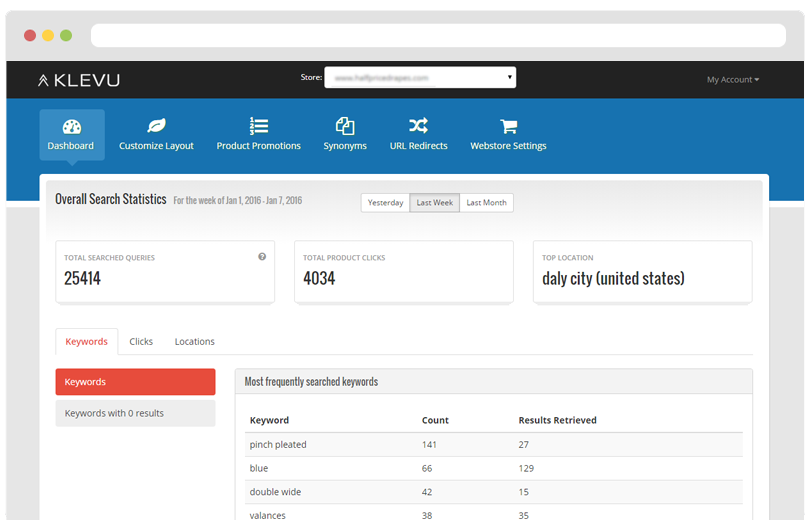 KLEVU
Store:
My Account
Dashboard
Customize Layout
Product Promotions
Synonyms
URL Redirects
Webstore Settings
Overall Search Statistics For the week of Jan 1, 2016 - Jan 7, 2016
Yesterday Last Week Last Month
TOTAL SEARCHED QUERIES ?
25414
TOTAL PRODUCT CLICKS
4034
TOP LOCATION
daly city (united states)
Keywords Clicks Locations
Keywords
Keywords with 0 results
Most frequently searched keywords
Keyword Count Results Retrieved
pinch pleated 141 27
blue 66 129
double wide 42 15
valances 38 35